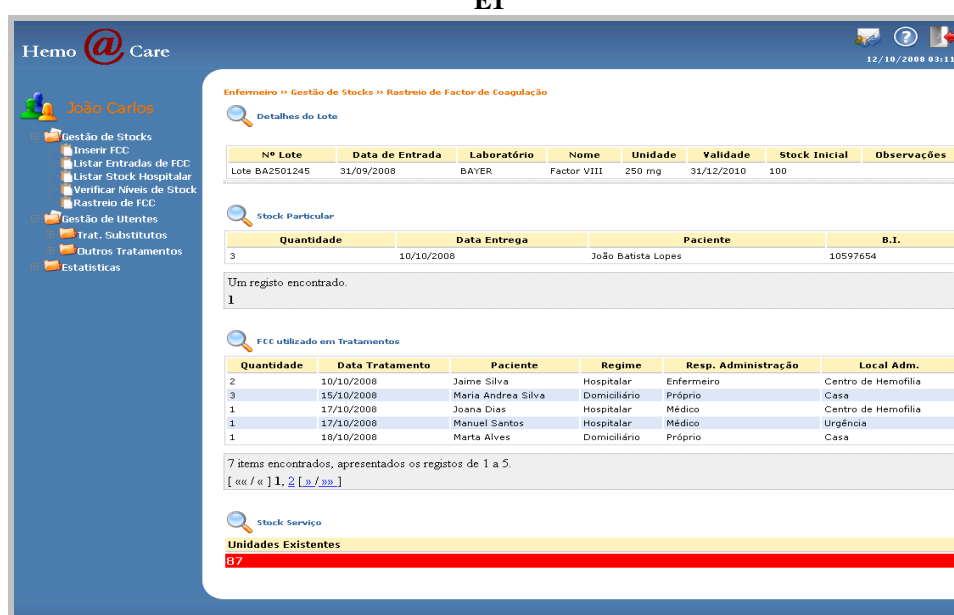 E1
Hemo @ Care
12/10/2008 03:11
João Carlos
Gestão de Stocks
Inserir FCC
Listar Entradas de FCC
Listar Stock Hospitalar
Verificar Níveis de Stock
Rastreio de FCC
Gestão de Utentes
Trat. Substitutos
Outros Tratamentos
Estatisticas
Enfermeiro »» Gestão de Stocks »» Rastreio de Factor de Coagulação
Detalhes do Lote
Nº Lote Data de Entrada Laboratório Nome Unidade Validade Stock Inicial Observações
Lote BA2501245 31/09/2008 BAYER Factor VIII 250 mg 31/12/2010 100
Stock Particular
Quantidade Data Entrega Paciente B.I.
3 10/10/2008 João Batista Lopes 10597654
Um registo encontrado.
1
FCC utilizado em Tratamentos
Quantidade Data Tratamento Paciente Regime Resp. Administração Local Adm.
2 10/10/2008 Jaime Silva Hospitalar Enfermeiro Centro de Hemofilia
3 15/10/2008 Maria Andrea Silva Domiciliário Próprio Casa
1 17/10/2008 Joana Dias Hospitalar Médico Centro de Hemofilia
1 17/10/2008 Manuel Santos Hospitalar Médico Urgência
1 18/10/2008 Marta Alves Domiciliário Próprio Casa
7 items encontrados, apresentados os registos de 1 a 5.
[ «« / « ] 1, 2 [ » / »» ]
Stock Serviço
Unidades Existentes
87